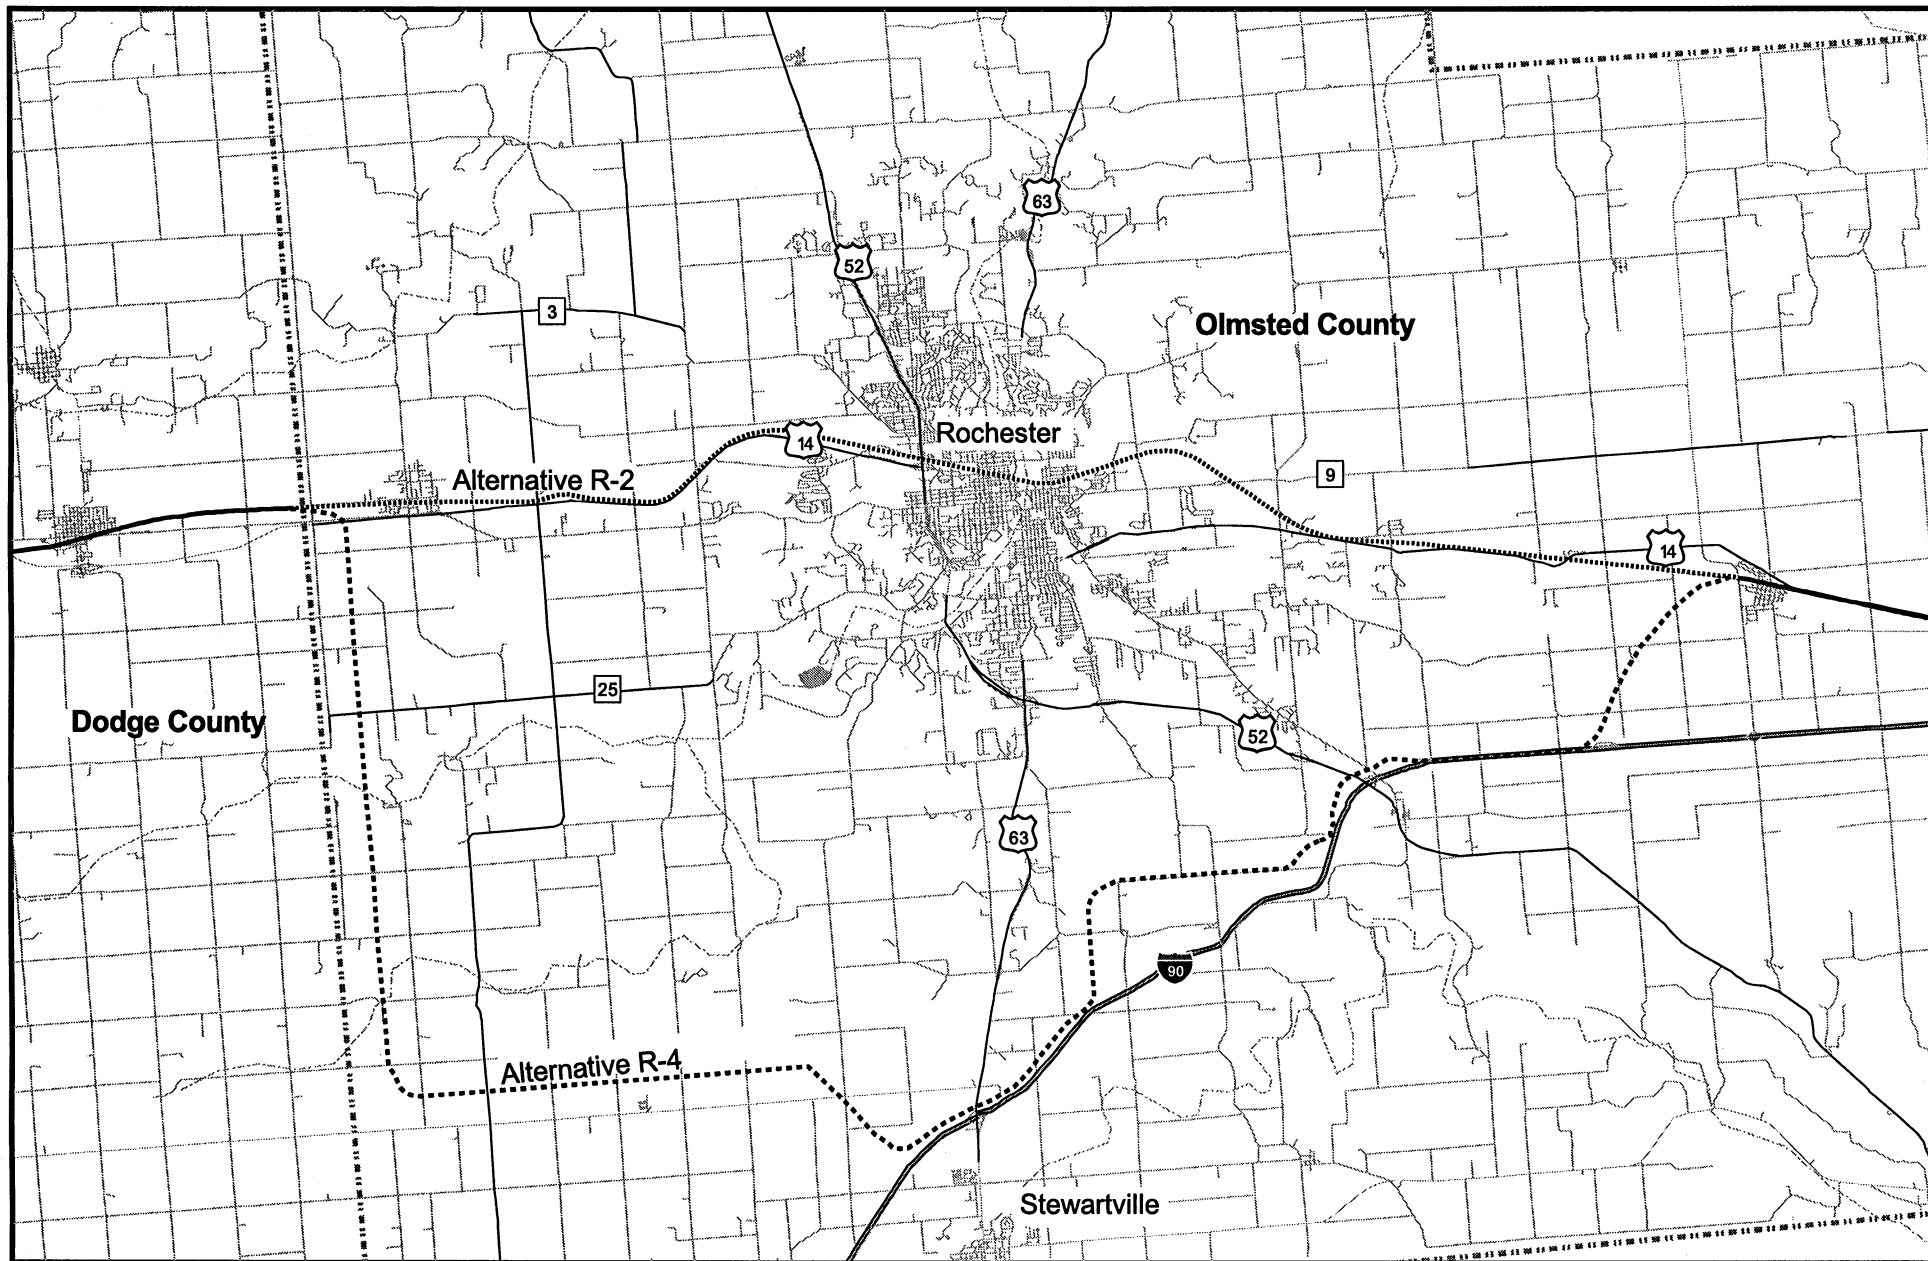 63
52
3
Olmsted County
Rochester
14
Alternative R-2
9
14
25
Dodge County
52
63
90
Alternative R-4
Stewartville